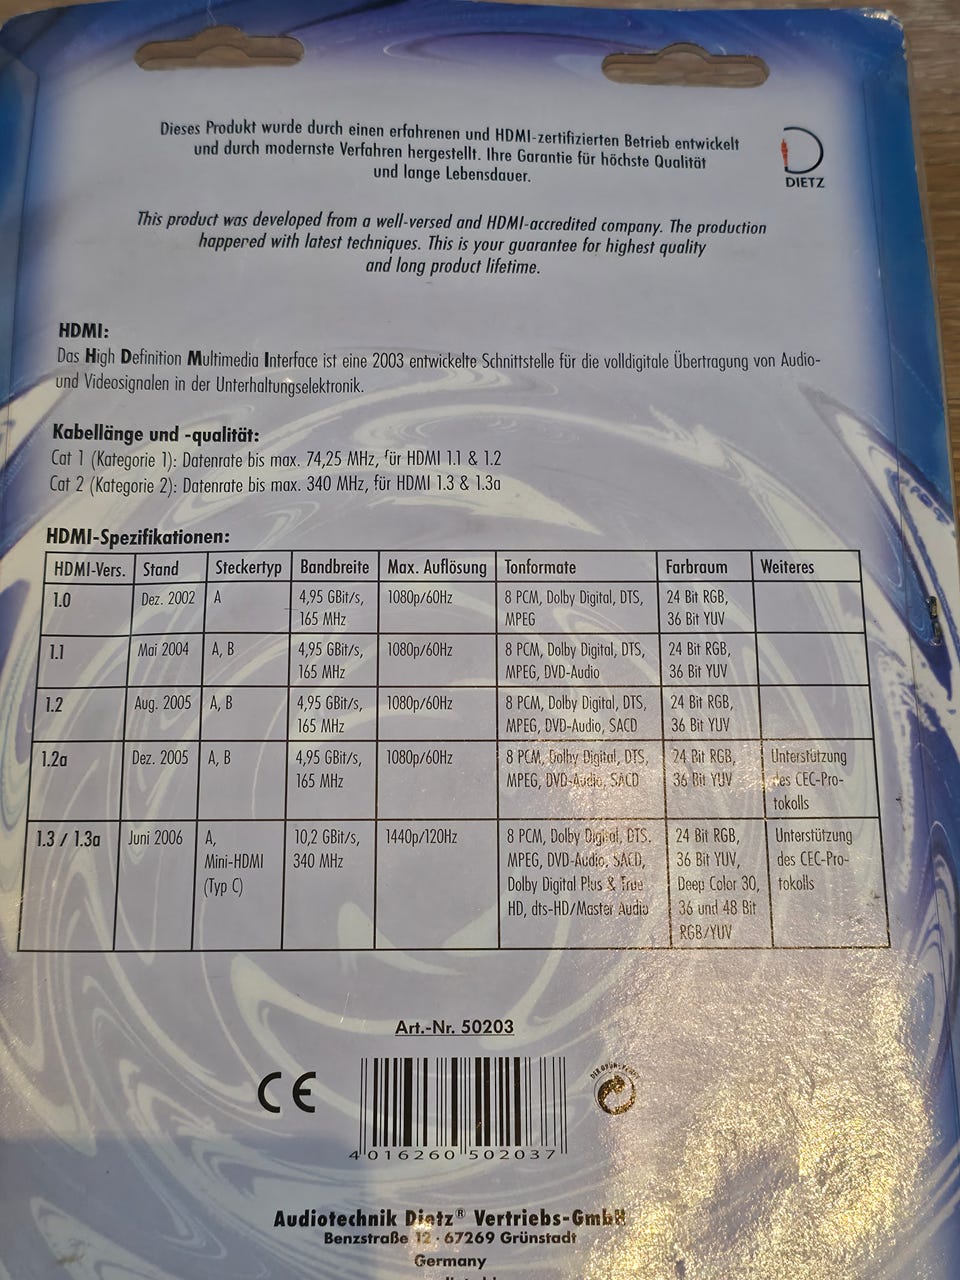 Dieses Produkt wurde durch einen erfahrenen und HDMI-zertifizierten Betrieb entwickelt
und durch modernste Verfahren hergestellt. Ihre Garantie für höchste Qualität
und lange Lebensdauer.
DIETZ
This product was developed from a well-versed and HDMI-accredited company. The production
happered with latest techniques. This is your guarantee for highest quality
and long product lifetime.
HDMI:
Das High Definition Multimedia Interface ist eine 2003 entwickelte Schnittstelle für die volldigitale Übertragung von Audio-
und Videosignalen in der Unterhaltungselektronik.
Kabellänge und -qualität:
Cat 1 (Kategorie 1): Datenrate bis max. 74,25 MHz, für HDMI 1.1 & 1.2
Cat 2 (Kategorie 2): Datenrate bis max. 340 MHz, für HDMI 1.3 & 1.3a
HDMI-Spezifikationen:
HDMI-Vers. Stand Steckertyp Bandbreite Max. Auflösung Tonformate Farbraum Weiteres
1.0 Dez. 2002 A 4,95 GBit/s, 1080p/60Hz 8 PCM, Dolby Digital, DTS, 24 Bit RGB,
165 MHz MPEG 36 Bit YUV
1.1 Mai 2004 A, B 4,95 GBit/s, 1080p/60Hz 8 PCM, Dolby Digital, DTS, 24 Bit RGB,
165 MHz MPEG, DVD-Audio 36 Bit YUV
1.2 Aug. 2005 A, B 4,95 GBit/s, 1080p/60Hz 8 PCM, Dolby Digital, DTS, 24 Bit RGB,
165 MHz MPEG, DVD-Audio, SACD 36 Bit YUV
1.2a Dez. 2005 A, B 4,95 GBit/s, 1080p/60Hz 8 PCM, Dolby Digital, DTS 24 Bit RGB, Unterstützung
165 MHz MPEG, DVD-Audio, SACD 36 Bit YUV des CEC-Pro-
tokolls
1.3 / 1.3a Juni 2006 A, 10,2 GBit/s, 1440p/120Hz 8 PCM, Dolby Digital, DTS. 24 Bit RGB, Unterstützung
Mini-HDMI 340 MHz MPEG, DVD-Audio, SACD, 36 Bit YUV, des CEC-Pro-
(Typ C) Dolby Digital Plus & True Deep Color 30, tokolls
HD, dts-HD/Master Audio 36 und 48 Bit
RGB/YUV
Art.-Nr. 50203
CE
DER GRÜNE PUNKT
4 016260 502037
Audiotechnik Dietz® Vertriebs-GmbH
Benzstraße 12 · 67269 Grünstadt
Germany